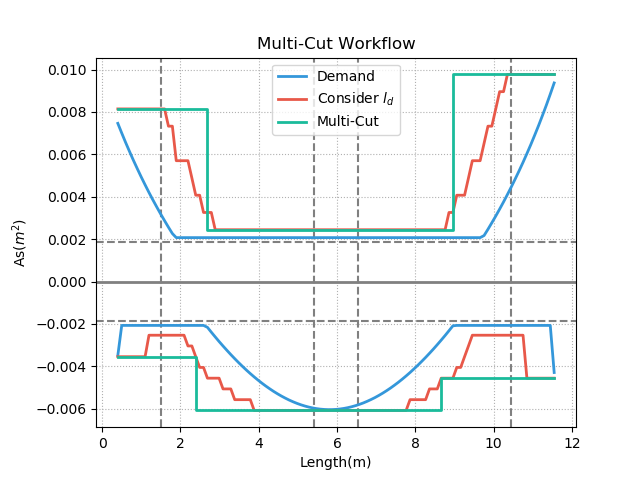 Multi-Cut Workflow
Demand
Consider $l_d$
Multi-Cut
As($m^2$)
0.010
0.008
0.006
0.004
0.002
0.000
−0.002
−0.004
−0.006
0 2 4 6 8 10 12
Length(m)